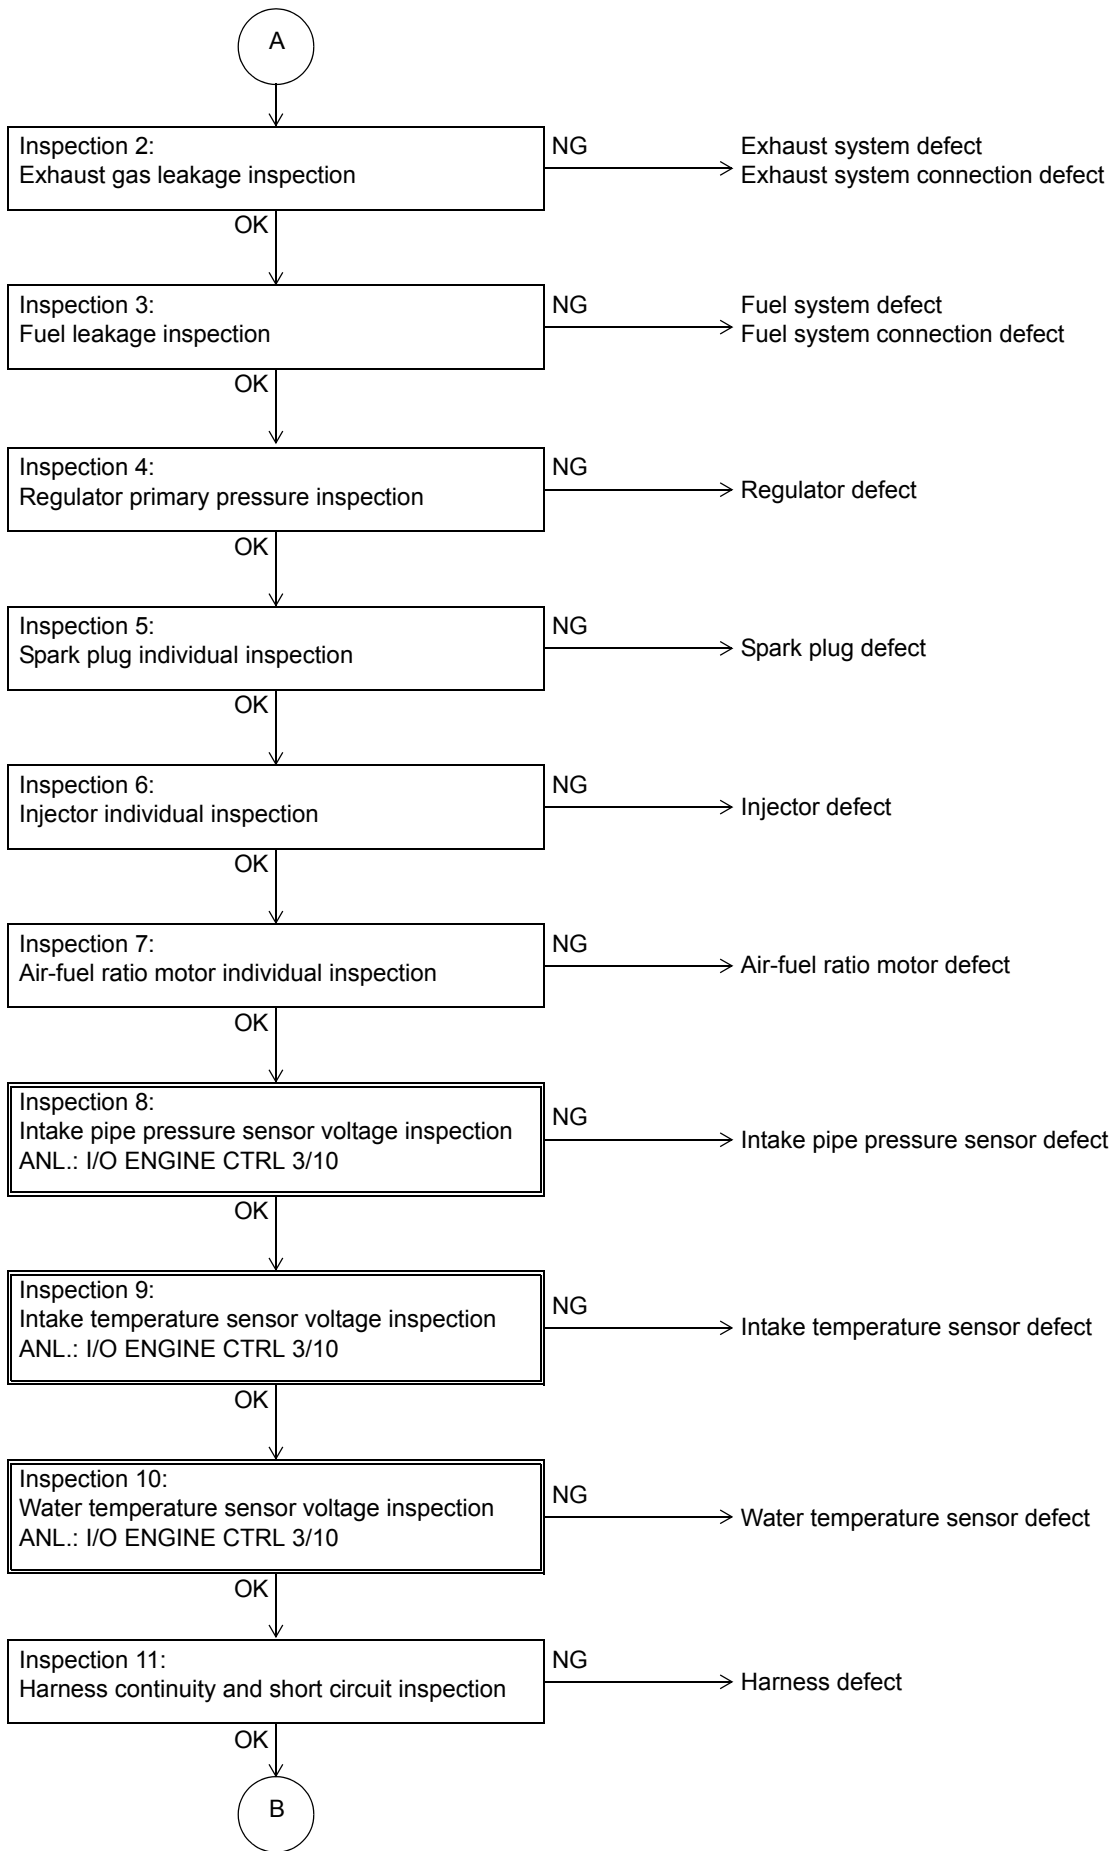 A
Inspection 2:
Exhaust gas leakage inspection
NG
Exhaust system defect
Exhaust system connection defect
OK
Inspection 3:
Fuel leakage inspection
NG
Fuel system defect
Fuel system connection defect
OK
Inspection 4:
Regulator primary pressure inspection
NG
Regulator defect
OK
Inspection 5:
Spark plug individual inspection
NG
Spark plug defect
OK
Inspection 6:
Injector individual inspection
NG
Injector defect
OK
Inspection 7:
Air-fuel ratio motor individual inspection
NG
Air-fuel ratio motor defect
OK
Inspection 8:
Intake pipe pressure sensor voltage inspection
ANL.: I/O ENGINE CTRL 3/10
NG
Intake pipe pressure sensor defect
OK
Inspection 9:
Intake temperature sensor voltage inspection
ANL.: I/O ENGINE CTRL 3/10
NG
Intake temperature sensor defect
OK
Inspection 10:
Water temperature sensor voltage inspection
ANL.: I/O ENGINE CTRL 3/10
NG
Water temperature sensor defect
OK
Inspection 11:
Harness continuity and short circuit inspection
NG
Harness defect
OK
B